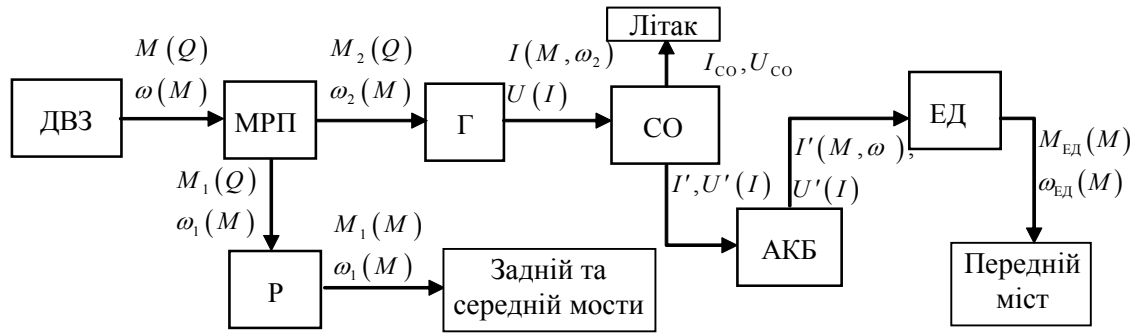 Літак
M(Q)
ω(M)
M₂(Q)
ω₂(M)
I(M,ω₂)
U(I)
I_CO,U_CO
ДВЗ
МРП
Г
СО
ЕД
M₁(Q)
ω₁(M)
I',U'(I)
I'(M,ω),
U'(I)
M_ЕД(M)
ω_ЕД(M)
Р
M₁(M)
ω₁(M)
Задній та
середній мости
АКБ
Передній
міст